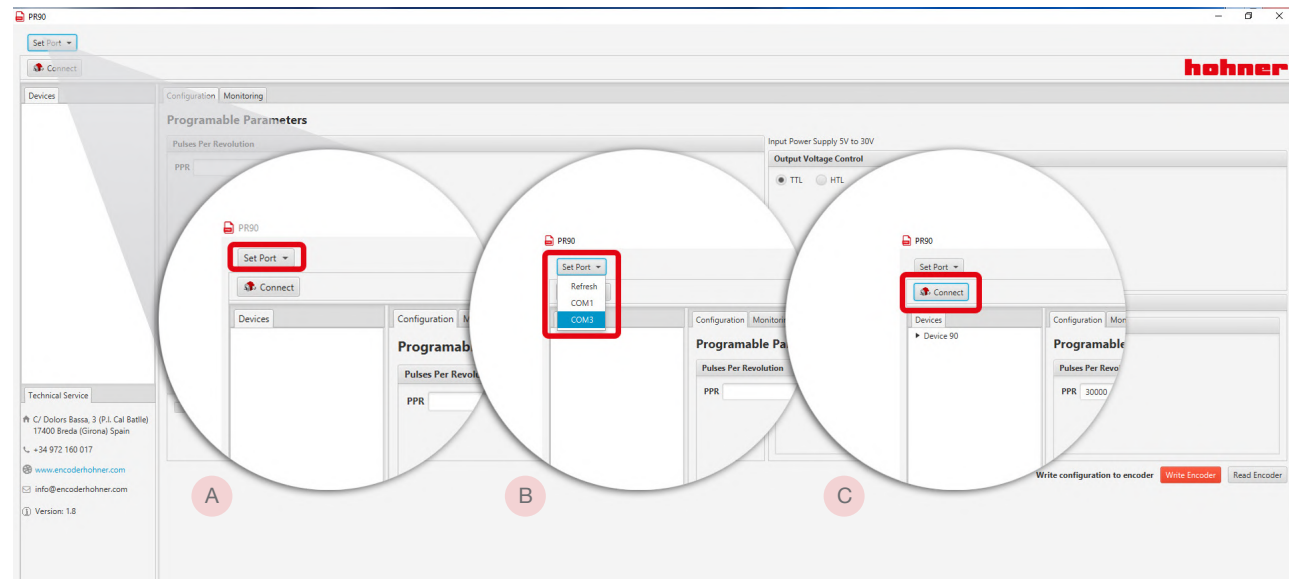 PR90
Set Port
Connect
hohner
Devices
Configuration
Monitoring
Programable Parameters
Pulses Per Revolution
PPR
Input Power Supply 5V to 30V
Output Voltage Control
TTL
HTL
PR90
Set Port
Connect
Devices
Configuration
Programab
Pulses Per Revol
PPR
A
PR90
Set Port
Refresh
COM1
COM3
Configuration
Monitori
Programable Pa
Pulses Per Revolution
PPR
B
PR90
Set Port
Connect
Devices
Device 90
Configuration
Mon
Programable
Pulses Per Revo
PPR 30000
C
Technical Service
C/ Dolors Bassa, 3 (P.I. Cal Batlle)
17400 Breda (Girona) Spain
+34 972 160 017
www.encoderhohner.com
info@encoderhohner.com
Version: 1.8
Write configuration to encoder
Write Encoder
Read Encoder